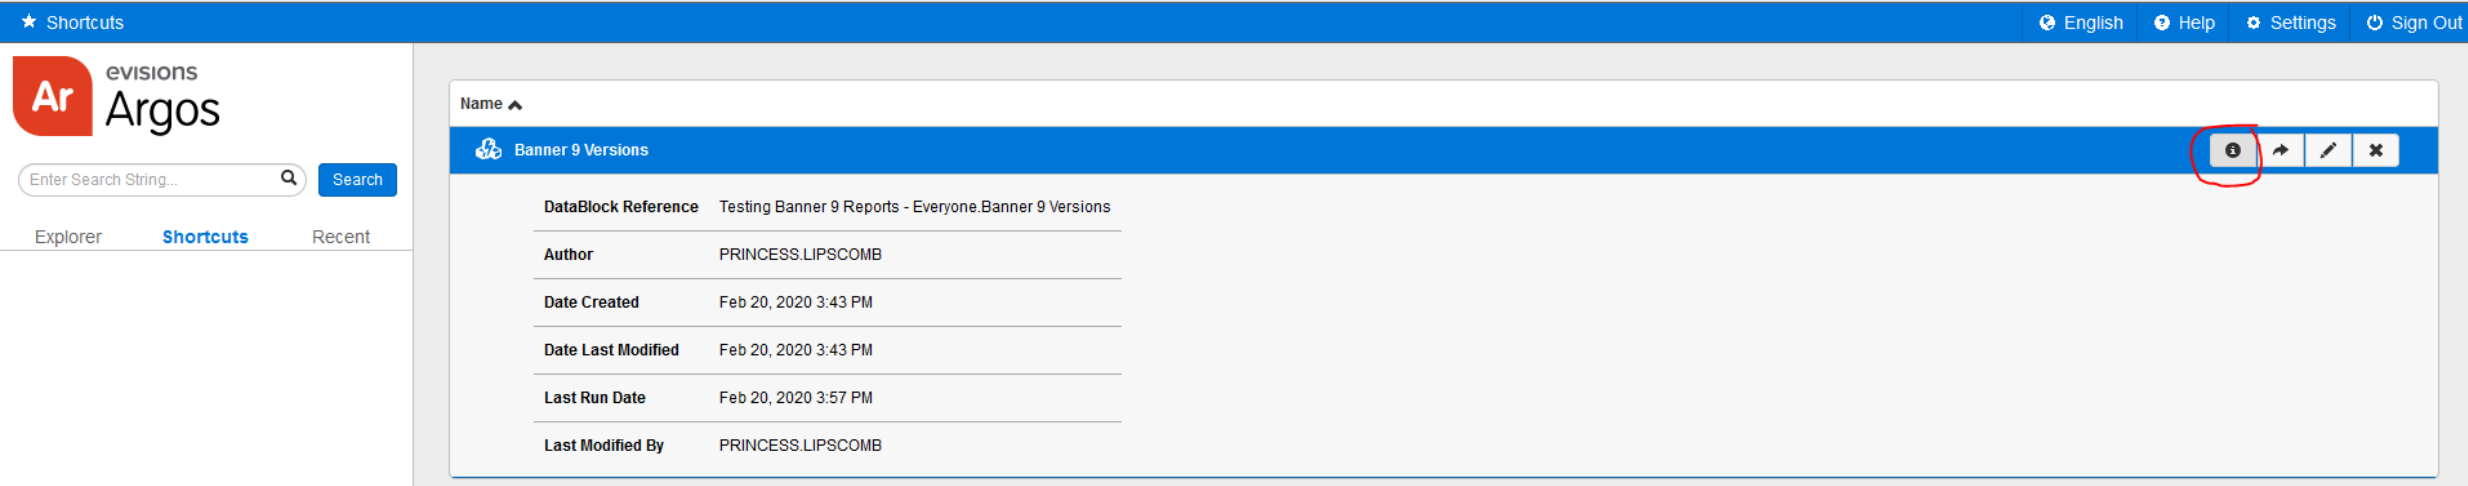 Shortcuts English Help Settings Sign Out
Ar evisions Argos
Enter Search String... Search
Explorer Shortcuts Recent
Name
Banner 9 Versions
DataBlock Reference Testing Banner 9 Reports - Everyone.Banner 9 Versions
Author PRINCESS.LIPSCOMB
Date Created Feb 20, 2020 3:43 PM
Date Last Modified Feb 20, 2020 3:43 PM
Last Run Date Feb 20, 2020 3:57 PM
Last Modified By PRINCESS.LIPSCOMB